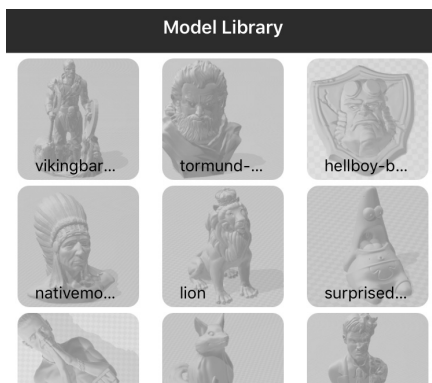 Model Library
vikingbar...
tormund-...
hellboy-b...
nativemo...
lion
surprised...